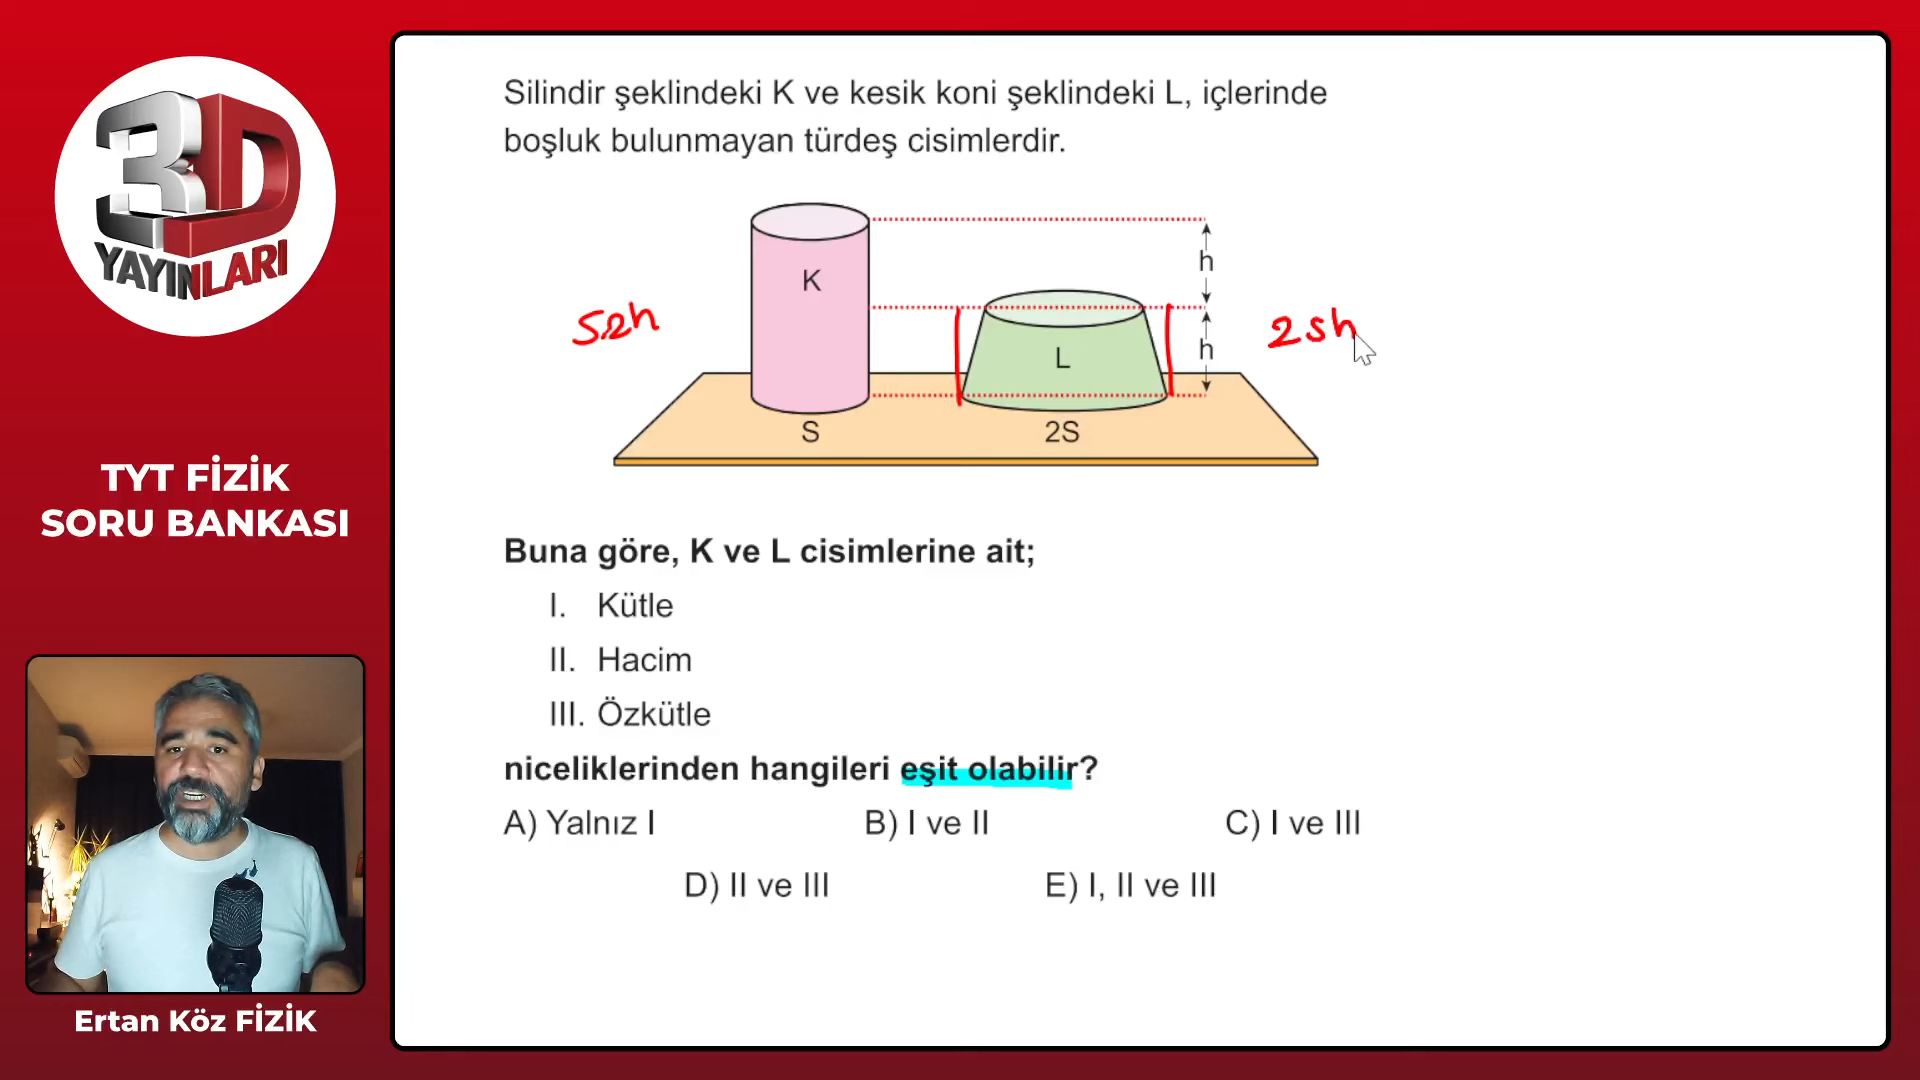 3D
YAYINLARI
TYT FİZİK
SORU BANKASI
Ertan Köz FİZİK
Silindir şeklindeki K ve kesik koni şeklindeki L, içlerinde
boşluk bulunmayan türdeş cisimlerdir.
K
h
S2h
L
h
2Sh
S
2S
Buna göre, K ve L cisimlerine ait;
I. Kütle
II. Hacim
III. Özkütle
niceliklerinden hangileri eşit olabilir?
A) Yalnız I
B) I ve II
C) I ve III
D) II ve III
E) I, II ve III